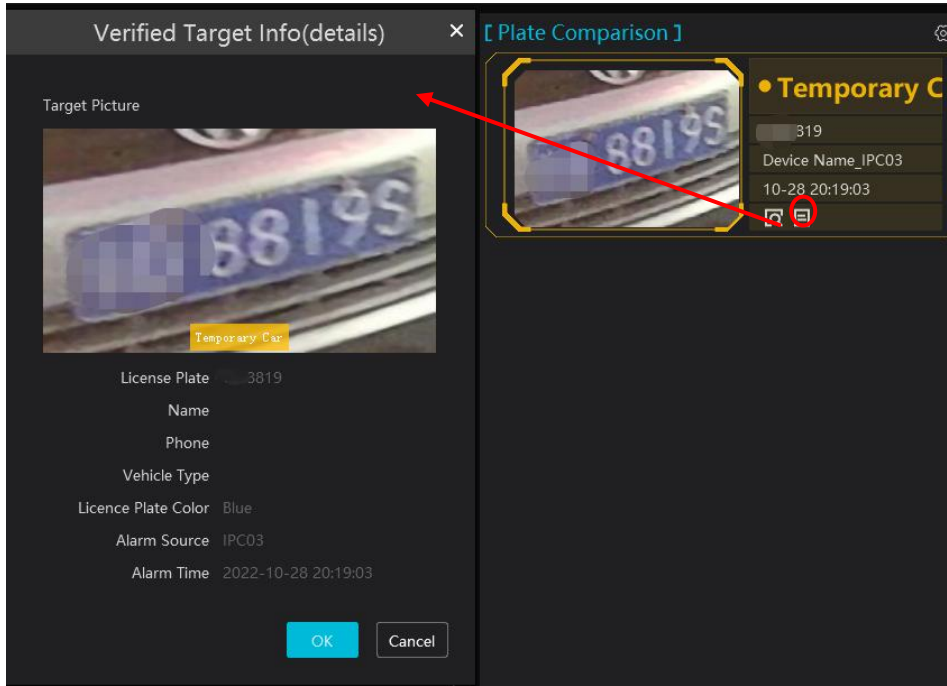 Verified Target Info(details)
Target Picture
88195
Temporary Car
License Plate 3819
Name
Phone
Vehicle Type
Licence Plate Color Blue
Alarm Source IPC03
Alarm Time 2022-10-28 20:19:03
OK Cancel
[ Plate Comparison ]
88195
Temporary C
819
Device Name_IPC03
10-28 20:19:03